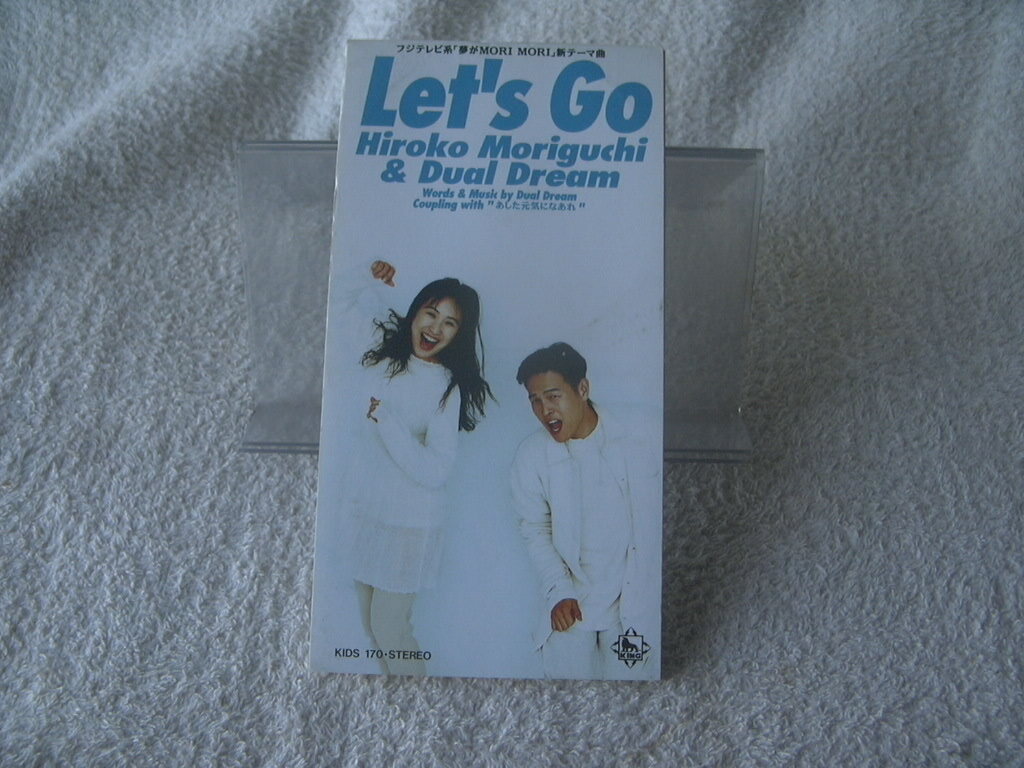 フジテレビ系「夢がMORI MORI」新テーマ曲
Let's Go
Hiroko Moriguchi
& Dual Dream
Words & Music by Dual Dream
Coupling with "あした元気になあれ"
KIDS 170·STEREO
KING